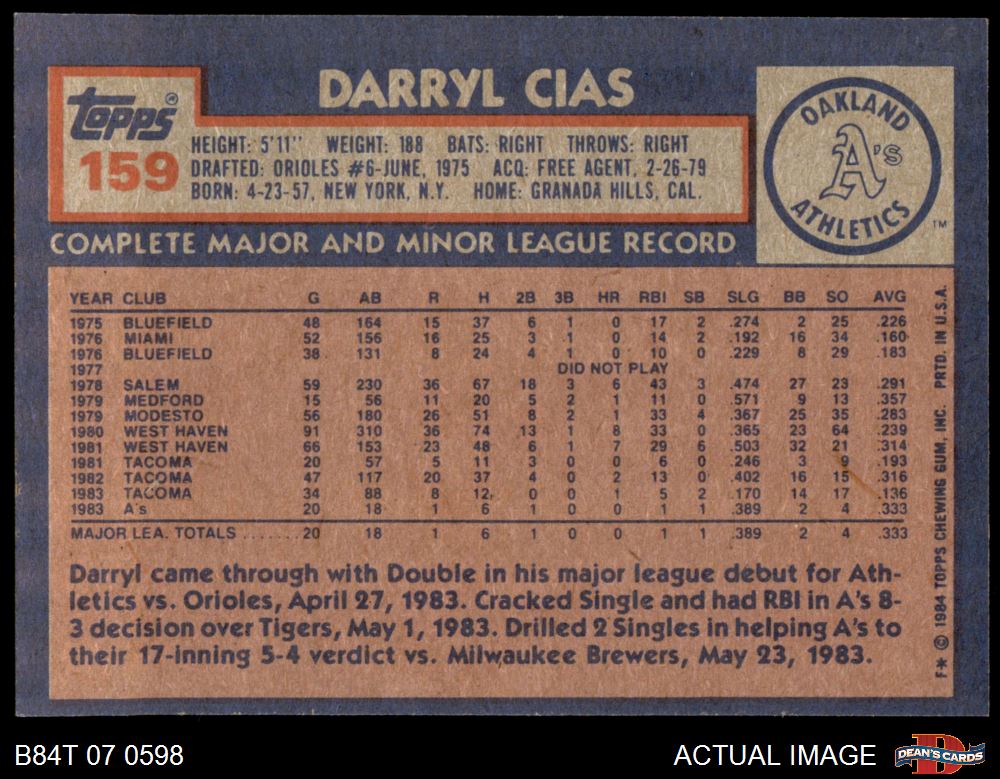 DARRYL CIAS
Topps®
159
HEIGHT: 5'11" WEIGHT: 188 BATS: RIGHT THROWS: RIGHT
DRAFTED: ORIOLES #6-JUNE, 1975 ACQ: FREE AGENT, 2-26-79
BORN: 4-23-57, NEW YORK, N.Y. HOME: GRANADA HILLS, CAL.
OAKLAND
A's
ATHLETICS
TM
COMPLETE MAJOR AND MINOR LEAGUE RECORD
YEAR CLUB G AB R H 2B 3B HR RBI SB SLG BB SO AVG
1975 BLUEFIELD 48 164 15 37 6 1 0 17 2 .274 2 25 .226
1976 MIAMI 52 156 16 25 3 1 0 14 2 .192 16 34 .160
1976 BLUEFIELD 38 131 8 24 4 1 0 10 0 .229 8 29 .183
1977 DID NOT PLAY
1978 SALEM 59 230 36 67 18 3 6 43 3 .474 27 23 .291
1979 MEDFORD 15 56 11 20 5 2 1 11 0 .571 9 13 .357
1979 MODESTO 56 180 26 51 8 2 1 33 4 .367 25 35 .283
1980 WEST HAVEN 91 310 36 74 13 1 8 33 0 .365 23 64 .239
1981 WEST HAVEN 66 153 23 48 6 1 7 29 6 .503 32 21 .314
1981 TACOMA 20 57 5 11 3 0 0 6 0 .246 3 9 .193
1982 TACOMA 47 117 20 37 4 0 2 13 0 .402 16 15 .316
1983 TACOMA 34 88 8 12 0 0 1 5 2 .170 14 17 .136
1983 A's 20 18 1 6 1 0 0 1 1 .389 2 4 .333
MAJOR LEA. TOTALS ....... 20 18 1 6 1 0 0 1 1 .389 2 4 .333
Darryl came through with Double in his major league debut for Ath-
letics vs. Orioles, April 27, 1983. Cracked Single and had RBI in A's 8-
3 decision over Tigers, May 1, 1983. Drilled 2 Singles in helping A's to
their 17-inning 5-4 verdict vs. Milwaukee Brewers, May 23, 1983.
F* © 1984 TOPPS CHEWING GUM, INC. PRTD. IN U.S.A.
B84T 07 0598
ACTUAL IMAGE
DEAN'S CARDS